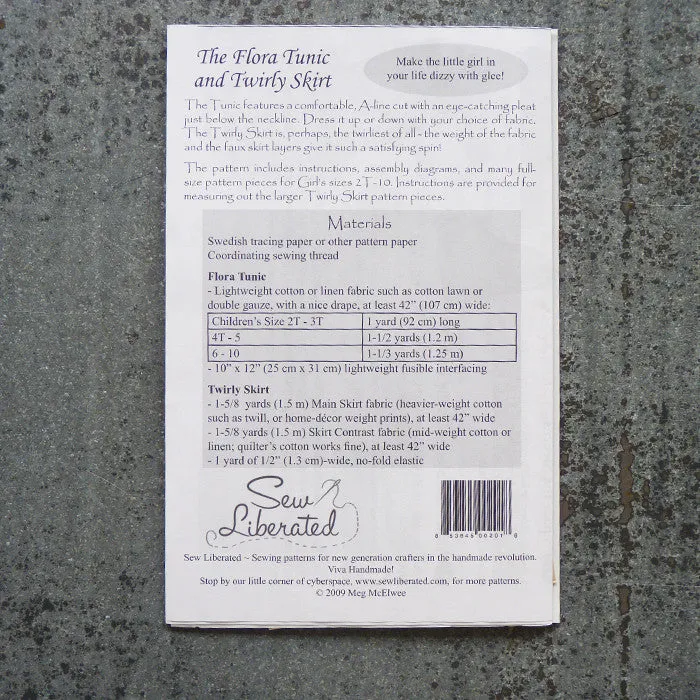 The Flora Tunic
and Twirly Skirt
Make the little girl in
your life dizzy with glee!
The Tunic features a comfortable, A-line cut with an eye-catching pleat
just below the neckline. Dress it up or down with your choice of fabric.
The Twirly Skirt is, perhaps, the twirliest of all - the weight of the fabric
and the faux skirt layers give it such a satisfying spin!
The pattern includes instructions, assembly diagrams, and many full-
size pattern pieces for Girl's sizes 2T-10. Instructions are provided for
measuring out the larger Twirly Skirt pattern pieces.
Materials
Swedish tracing paper or other pattern paper
Coordinating sewing thread
Flora Tunic
- Lightweight cotton or linen fabric such as cotton lawn or
double gauze, with a nice drape, at least 42” (107 cm) wide:
Children's Size 2T - 3T 1 yard (92 cm) long
4T - 5 1-1/2 yards (1.2 m)
6 - 10 1-1/3 yards (1.25 m)
- 10” x 12” (25 cm x 31 cm) lightweight fusible interfacing
Twirly Skirt
- 1-5/8 yards (1.5 m) Main Skirt fabric (heavier-weight cotton
such as twill, or home-décor weight prints), at least 42” wide
- 1-5/8 yards (1.5 m) Skirt Contrast fabric (mid-weight cotton or
linen; quilter's cotton works fine), at least 42” wide
- 1 yard of 1/2” (1.3 cm)-wide, no-fold elastic
Sew
Liberated
8 53845 00201 6
Sew Liberated ~ Sewing patterns for new generation crafters in the handmade revolution.
Viva Handmade!
Stop by our little corner of cyberspace, www.sewliberated.com, for more patterns.
© 2009 Meg McElwee